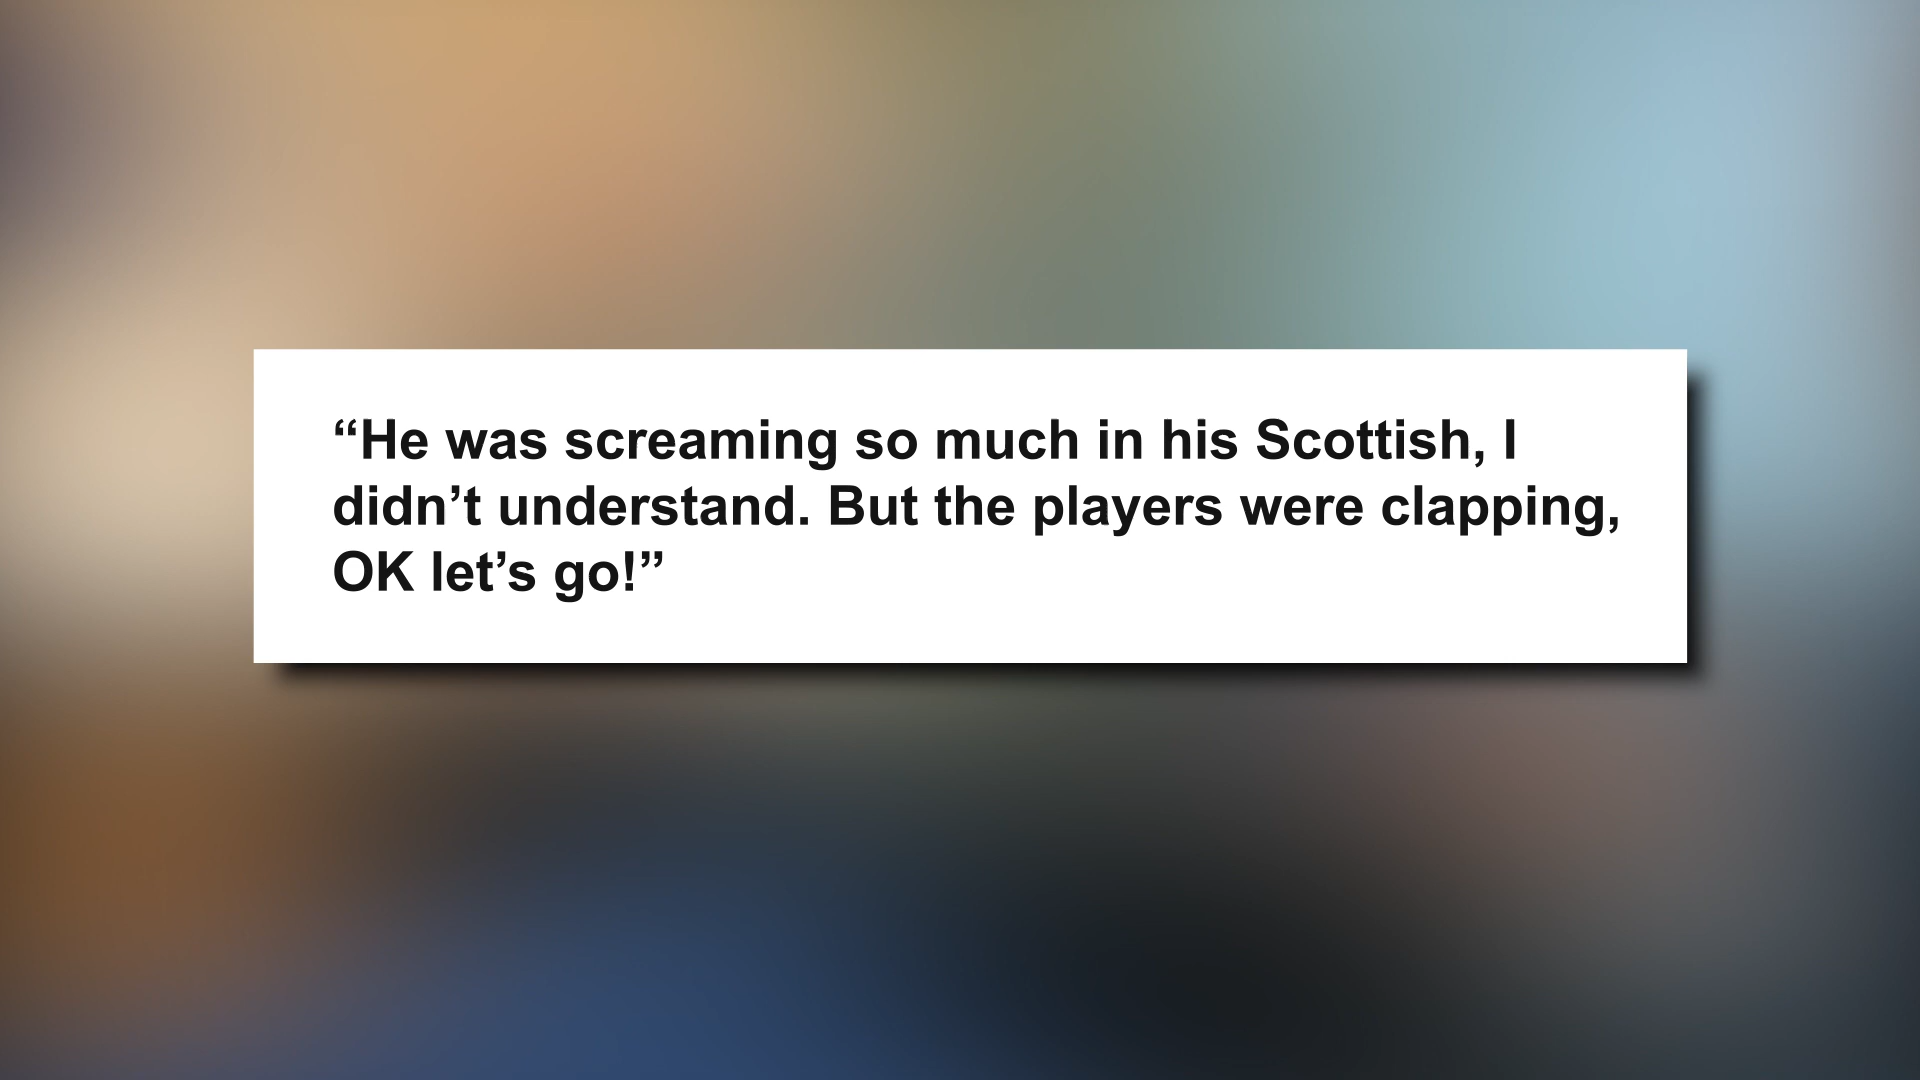 “He was screaming so much in his Scottish, I
didn’t understand. But the players were clapping,
OK let’s go!”